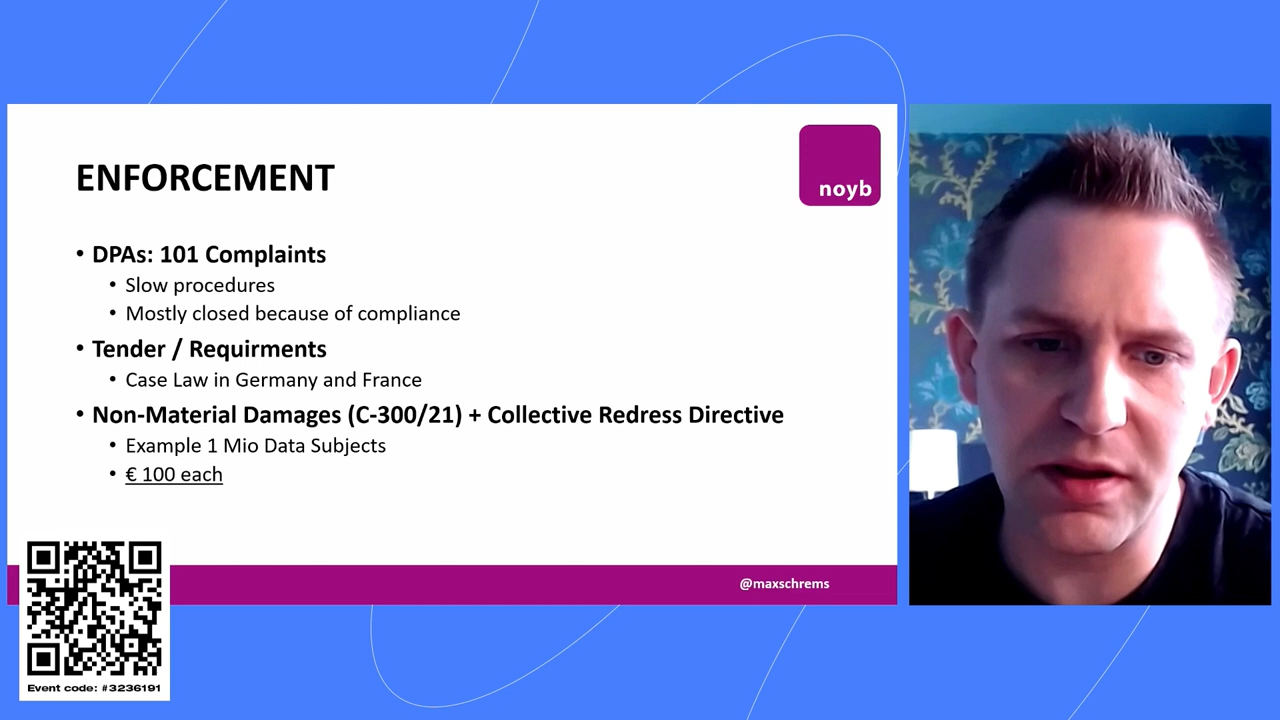 ENFORCEMENT
noyb
• DPAs: 101 Complaints
• Slow procedures
• Mostly closed because of compliance
• Tender / Requirments
• Case Law in Germany and France
• Non-Material Damages (C-300/21) + Collective Redress Directive
• Example 1 Mio Data Subjects
• € 100 each
@maxschrems
Event code: #3236191